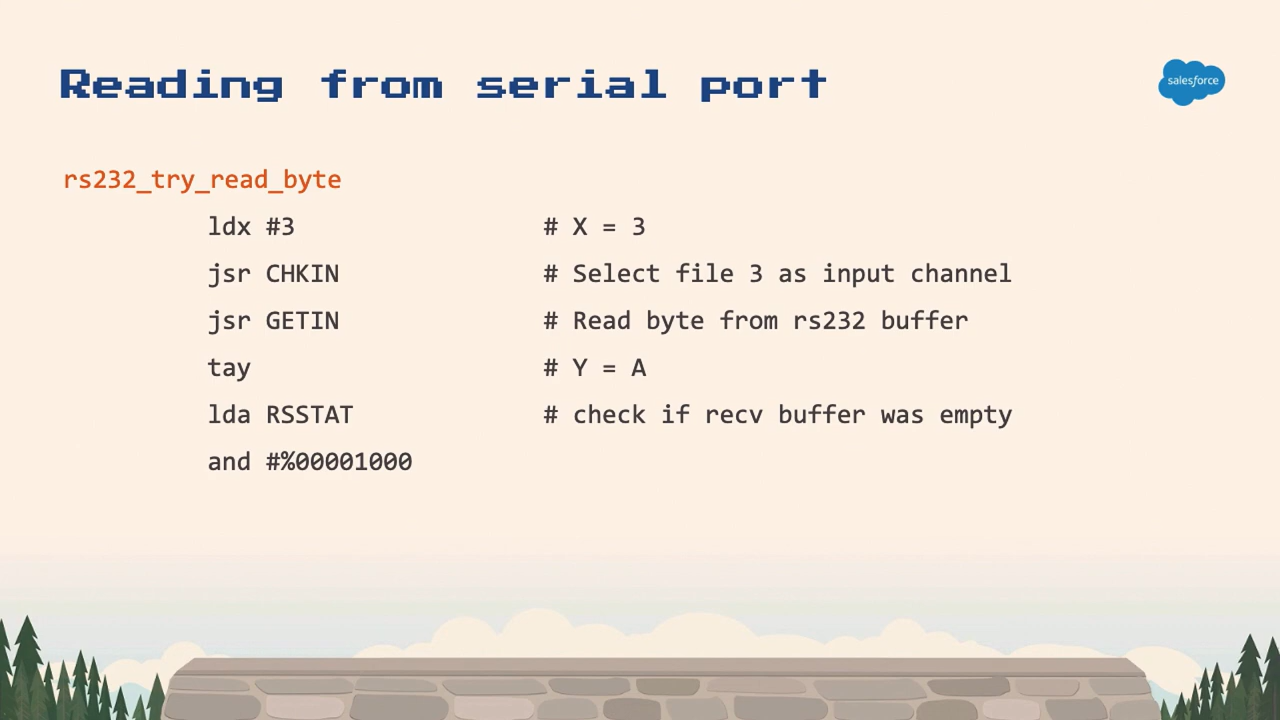 Reading from serial port
salesforce
rs232_try_read_byte
ldx #3 # X = 3
jsr CHKIN # Select file 3 as input channel
jsr GETIN # Read byte from rs232 buffer
tay # Y = A
lda RSSTAT # check if recv buffer was empty
and #%00001000